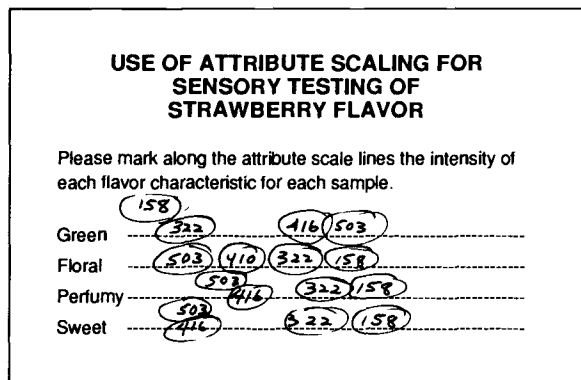 USE OF ATTRIBUTE SCALING FOR
SENSORY TESTING OF
STRAWBERRY FLAVOR
Please mark along the attribute scale lines the intensity of
each flavor characteristic for each sample.
158
Green 322 416 503
Floral 503 410 322 158
503
Perfumy 416 322 158
503
Sweet 416 322 158